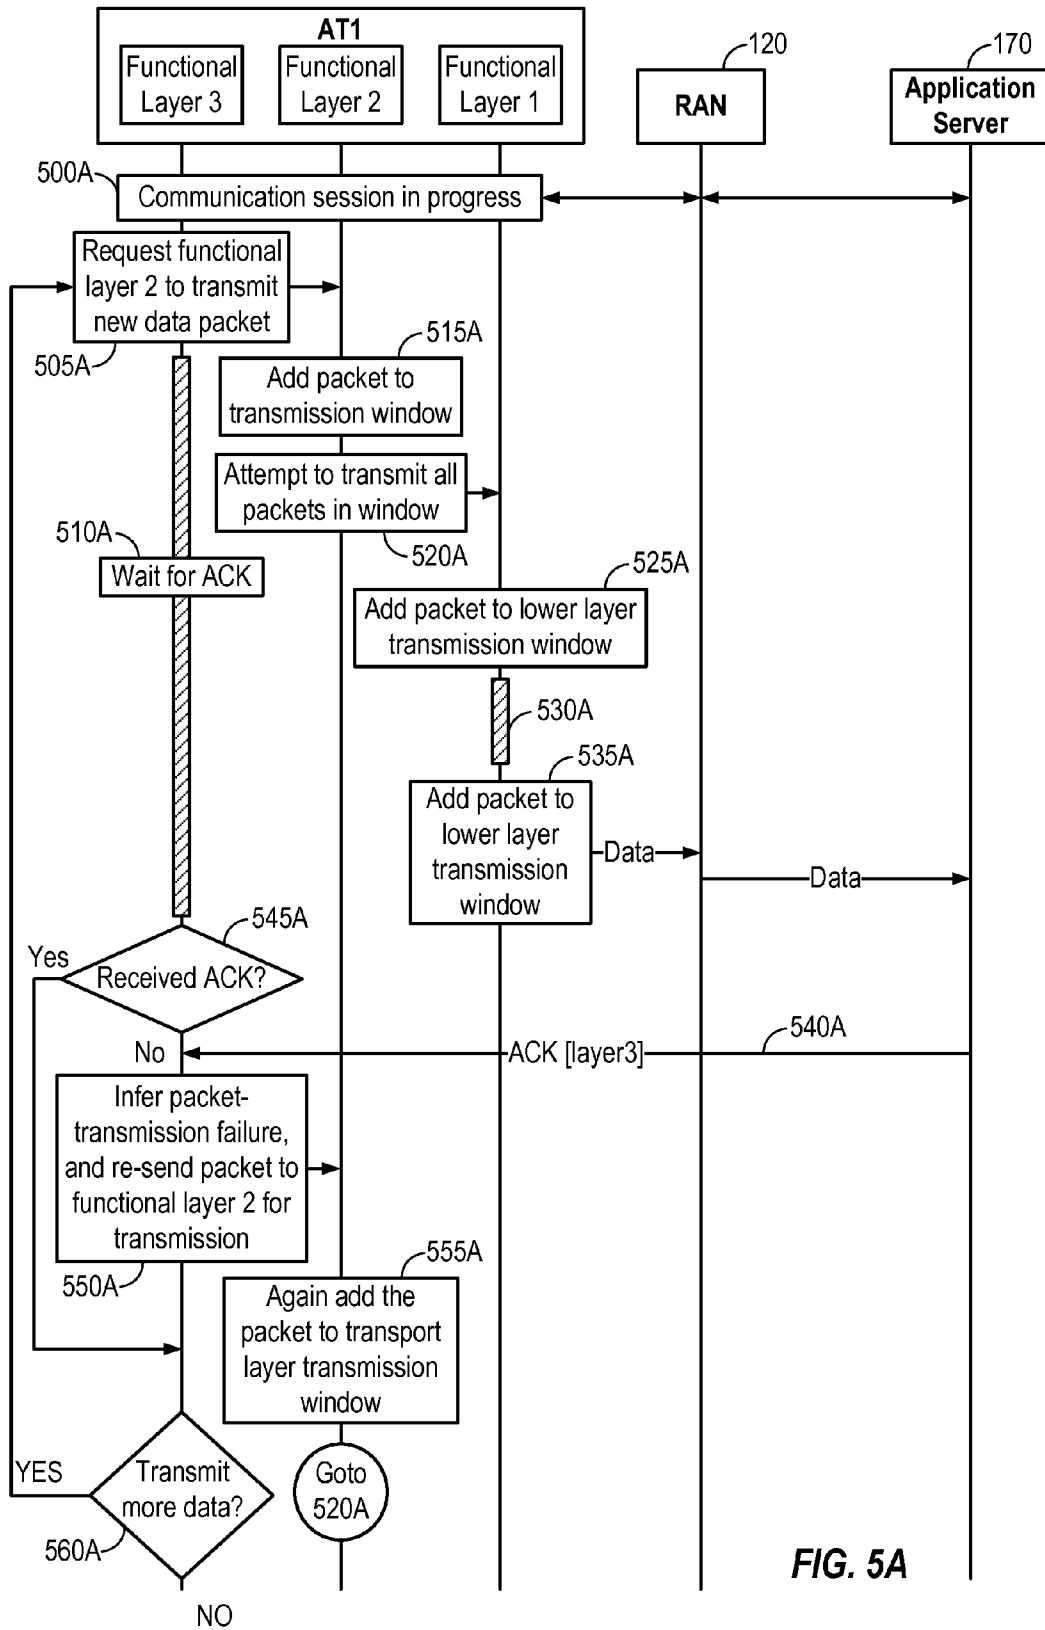 AT1
Functional
Layer 3
Functional
Layer 2
Functional
Layer 1
120
RAN
170
Application
Server
500A
Communication session in progress
Request functional
layer 2 to transmit
new data packet
505A
515A
Add packet to
transmission window
Attempt to transmit all
packets in window
520A
510A
Wait for ACK
525A
Add packet to lower layer
transmission window
530A
535A
Add packet to
lower layer
transmission
window
Data
Data
545A
Yes
Received ACK?
540A
No
ACK [layer3]
Infer packet-
transmission failure,
and re-send packet to
functional layer 2 for
transmission
550A
555A
Again add the
packet to transport
layer transmission
window
YES
Transmit
more data?
560A
Goto
520A
NO
FIG. 5A